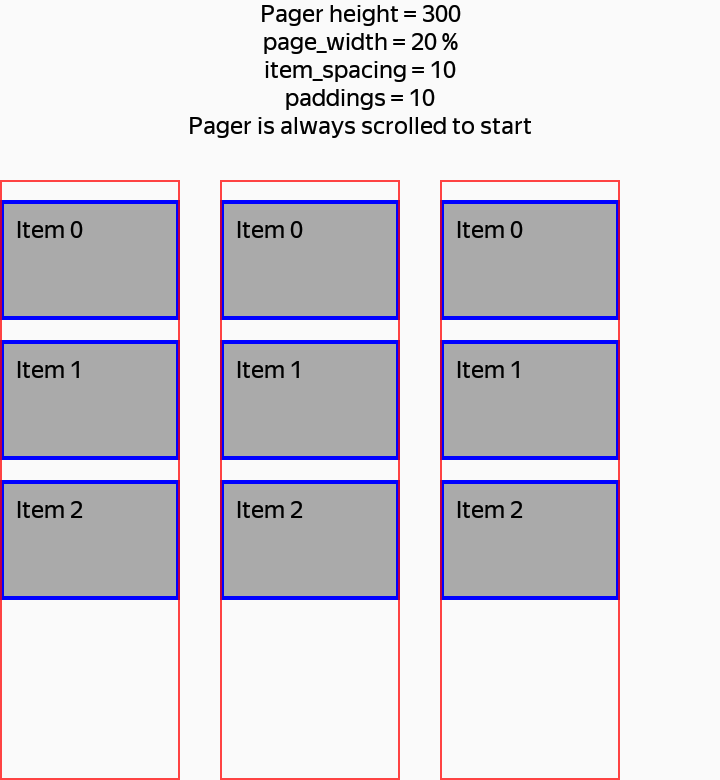 Pager height = 300
page_width = 20 %
item_spacing = 10
paddings = 10
Pager is always scrolled to start
Item 0
Item 0
Item 0
Item 1
Item 1
Item 1
Item 2
Item 2
Item 2